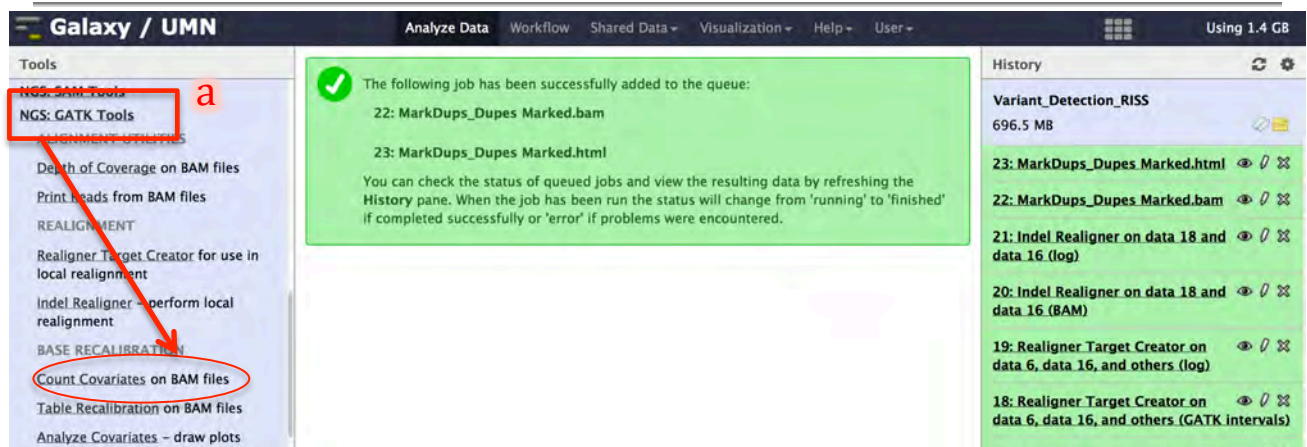 Galaxy / UMN
Analyze Data Workflow Shared Data Visualization Help User
Using 1.4 GB
Tools
NGS: SAM Tools
a
NGS: GATK Tools
ALIGNMENT UTILITIES
Depth of Coverage on BAM files
Print Reads from BAM files
REALIGNMENT
Realigner Target Creator for use in
local realignment
Indel Realigner - perform local
realignment
BASE RECALIBRATION
Count Covariates on BAM files
Table Recalibration on BAM files
Analyze Covariates - draw plots
The following job has been successfully added to the queue:
22: MarkDups_Dupes Marked.bam
23: MarkDups_Dupes Marked.html
You can check the status of queued jobs and view the resulting data by refreshing the
History pane. When the job has been run the status will change from 'running' to 'finished'
if completed successfully or 'error' if problems were encountered.
History
Variant_Detection_RISS
696.5 MB
23: MarkDups_Dupes Marked.html
22: MarkDups_Dupes Marked.bam
21: Indel Realigner on data 18 and
data 16 (log)
20: Indel Realigner on data 18 and
data 16 (BAM)
19: Realigner Target Creator on
data 6, data 16, and others (log)
18: Realigner Target Creator on
data 6, data 16, and others (GATK intervals)